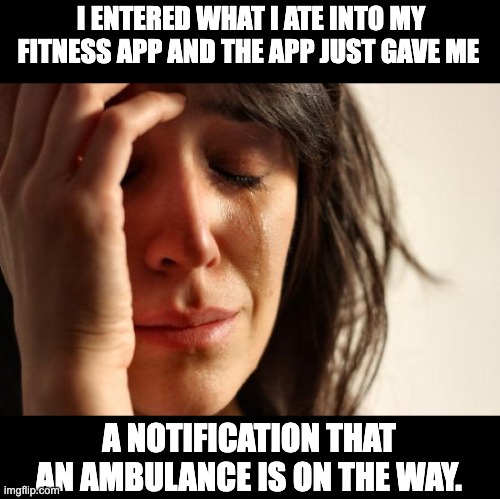 I ENTERED WHAT I ATE INTO MY
FITNESS APP AND THE APP JUST GAVE ME
A NOTIFICATION THAT
AN AMBULANCE IS ON THE WAY.
imgflip.com